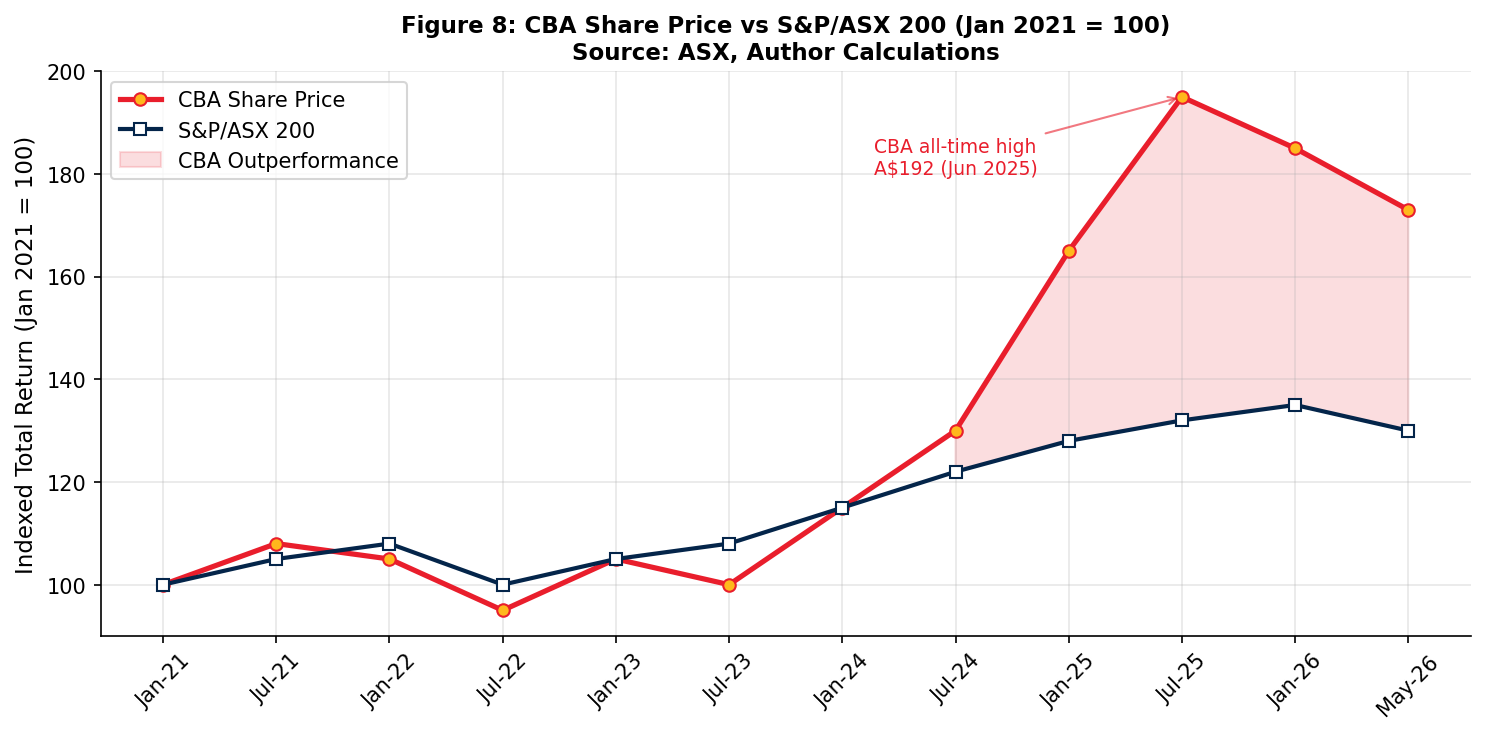 Figure 8: CBA Share Price vs S&P/ASX 200 (Jan 2021 = 100)
Source: ASX, Author Calculations
CBA Share Price
S&P/ASX 200
CBA Outperformance
CBA all-time high
A$192 (Jun 2025)
Indexed Total Return (Jan 2021 = 100)
200
180
160
140
120
100
Jan-21
Jul-21
Jan-22
Jul-22
Jan-23
Jul-23
Jan-24
Jul-24
Jan-25
Jul-25
Jan-26
May-26